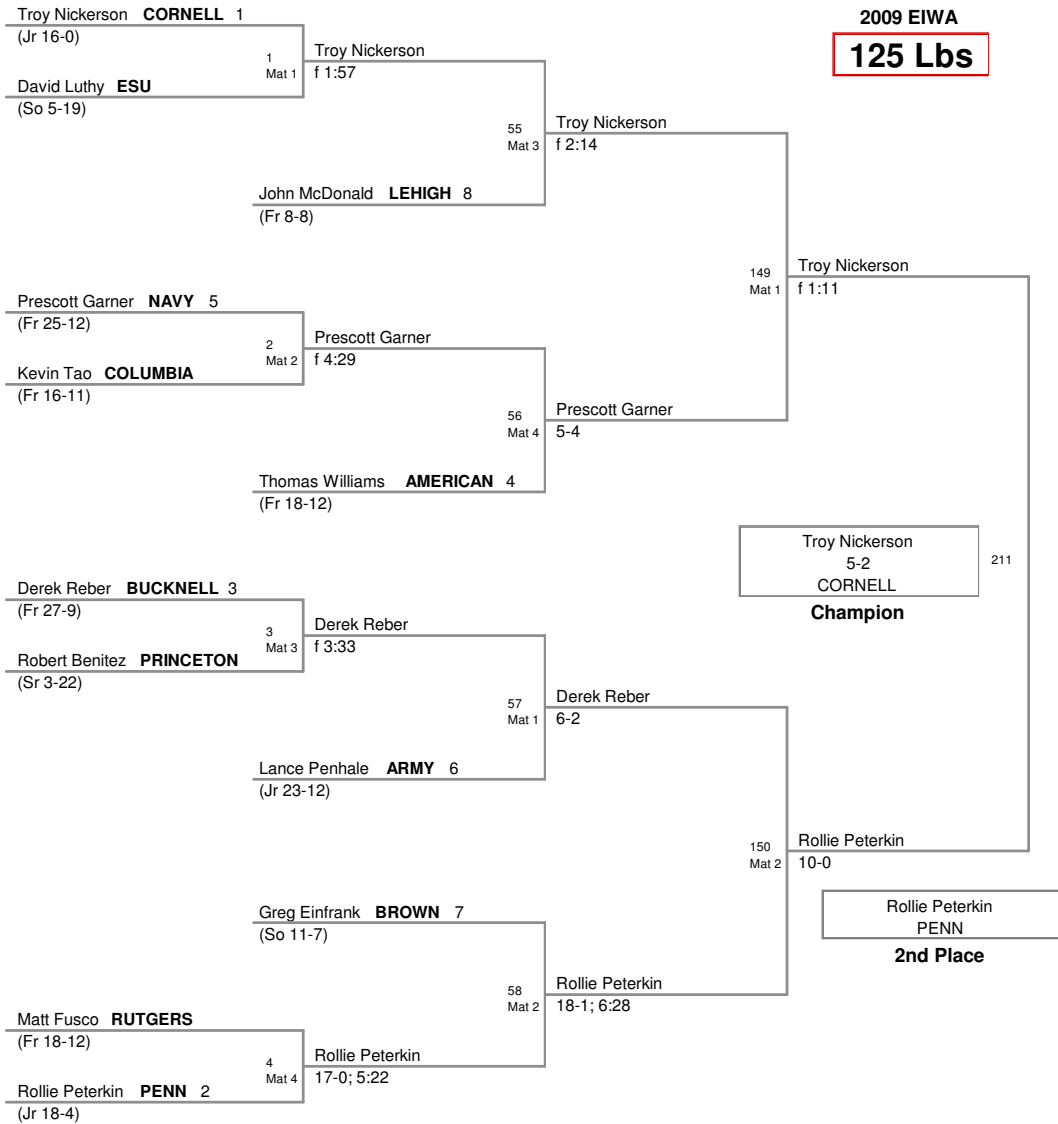 2009 EIWA
125 Lbs
Troy Nickerson CORNELL 1
(Jr 16-0)
1
Mat 1
Troy Nickerson
f 1:57
David Luthy ESU
(So 5-19)
55
Mat 3
Troy Nickerson
f 2:14
John McDonald LEHIGH 8
(Fr 8-8)
149
Mat 1
Troy Nickerson
f 1:11
Prescott Garner NAVY 5
(Fr 25-12)
2
Mat 2
Prescott Garner
f 4:29
Kevin Tao COLUMBIA
(Fr 16-11)
56
Mat 4
Prescott Garner
5-4
Thomas Williams AMERICAN 4
(Fr 18-12)
Troy Nickerson
5-2
CORNELL
211
Champion
Derek Reber BUCKNELL 3
(Fr 27-9)
3
Mat 3
Derek Reber
f 3:33
Robert Benitez PRINCETON
(Sr 3-22)
57
Mat 1
Derek Reber
6-2
Lance Penhale ARMY 6
(Jr 23-12)
150
Mat 2
Rollie Peterkin
10-0
Greg Einfrank BROWN 7
(So 11-7)
Rollie Peterkin
PENN
2nd Place
58
Mat 2
Rollie Peterkin
18-1; 6:28
Matt Fusco RUTGERS
(Fr 18-12)
4
Mat 4
Rollie Peterkin
17-0; 5:22
Rollie Peterkin PENN 2
(Jr 18-4)